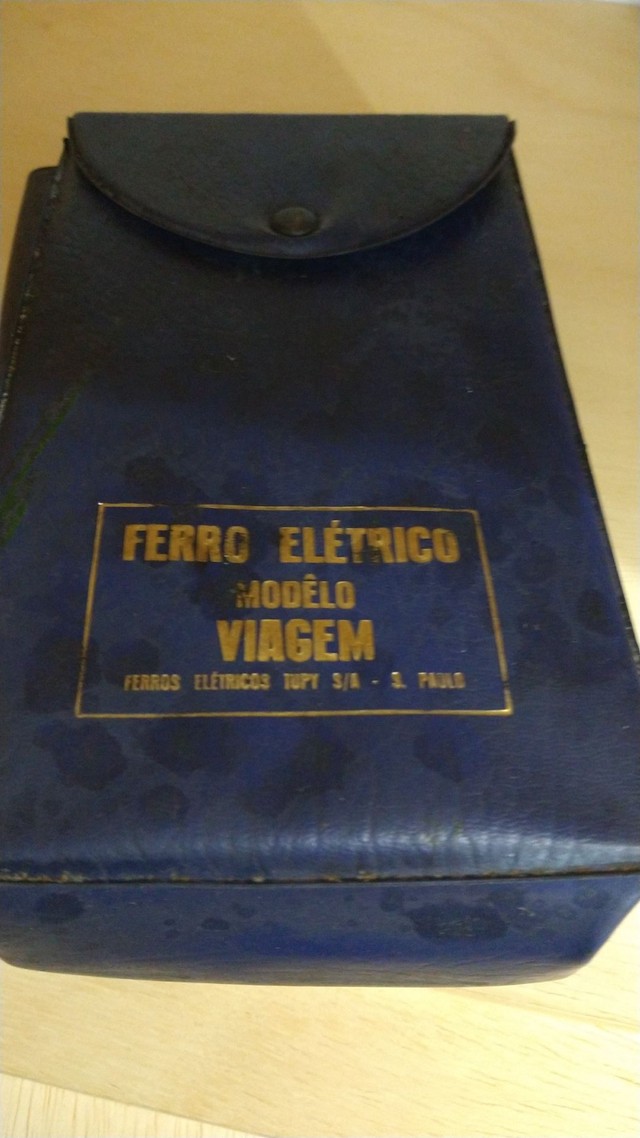 FERRO ELÉTRICO
MODÊLO
VIAGEM
FERROS ELÉTRICOS TUPY S/A - S. PAULO